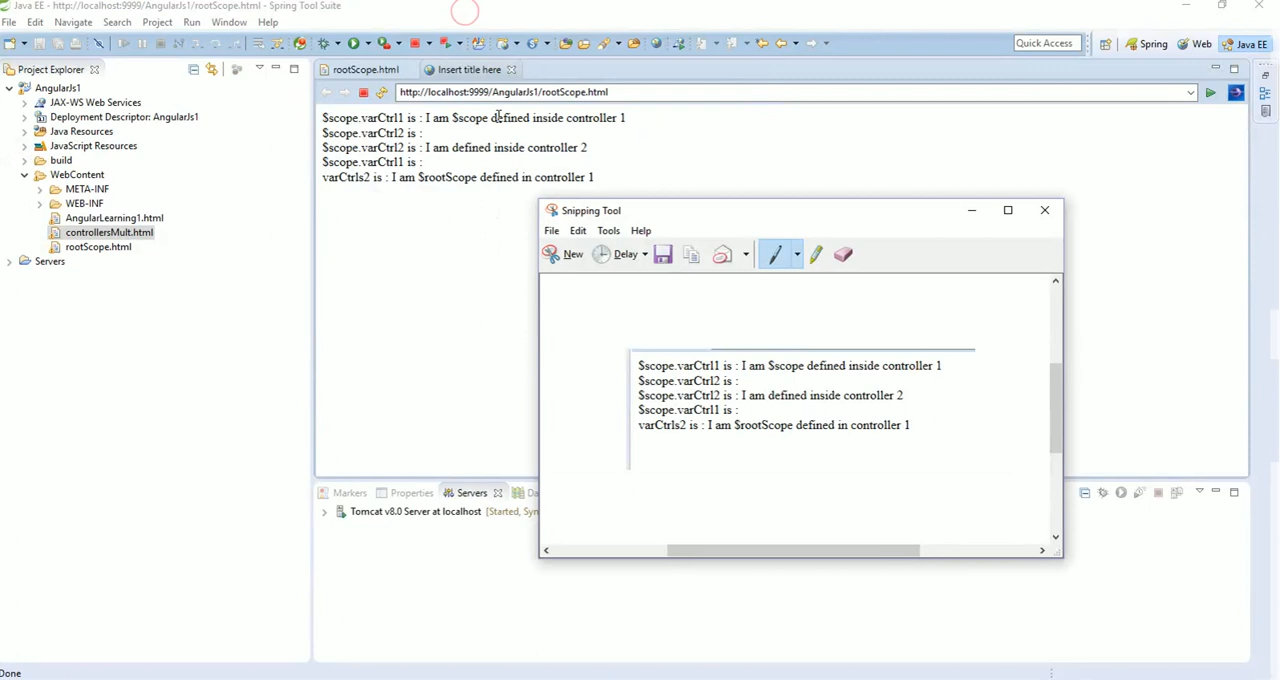 Java EE - http://localhost:9999/AngularJs1/rootScope.html - Spring Tool Suite
File Edit Navigate Search Project Run Window Help
Quick Access Spring Web Java EE
Project Explorer
AngularJs1
JAX-WS Web Services
Deployment Descriptor: AngularJs1
Java Resources
JavaScript Resources
build
WebContent
META-INF
WEB-INF
AngularLearning1.html
controllersMult.html
rootScope.html
Servers
rootScope.html Insert title here
http://localhost:9999/AngularJs1/rootScope.html
$scope.varCtrl1 is : I am $scope defined inside controller 1
$scope.varCtrl2 is :
$scope.varCtrl2 is : I am defined inside controller 2
$scope.varCtrl1 is :
varCtrls2 is : I am $rootScope defined in controller 1
Snipping Tool
File Edit Tools Help
New Delay
$scope.varCtrl1 is : I am $scope defined inside controller 1
$scope.varCtrl2 is :
$scope.varCtrl2 is : I am defined inside controller 2
$scope.varCtrl1 is :
varCtrls2 is : I am $rootScope defined in controller 1
Markers Properties Servers Da
Tomcat v8.0 Server at localhost [Started, Syn
Done